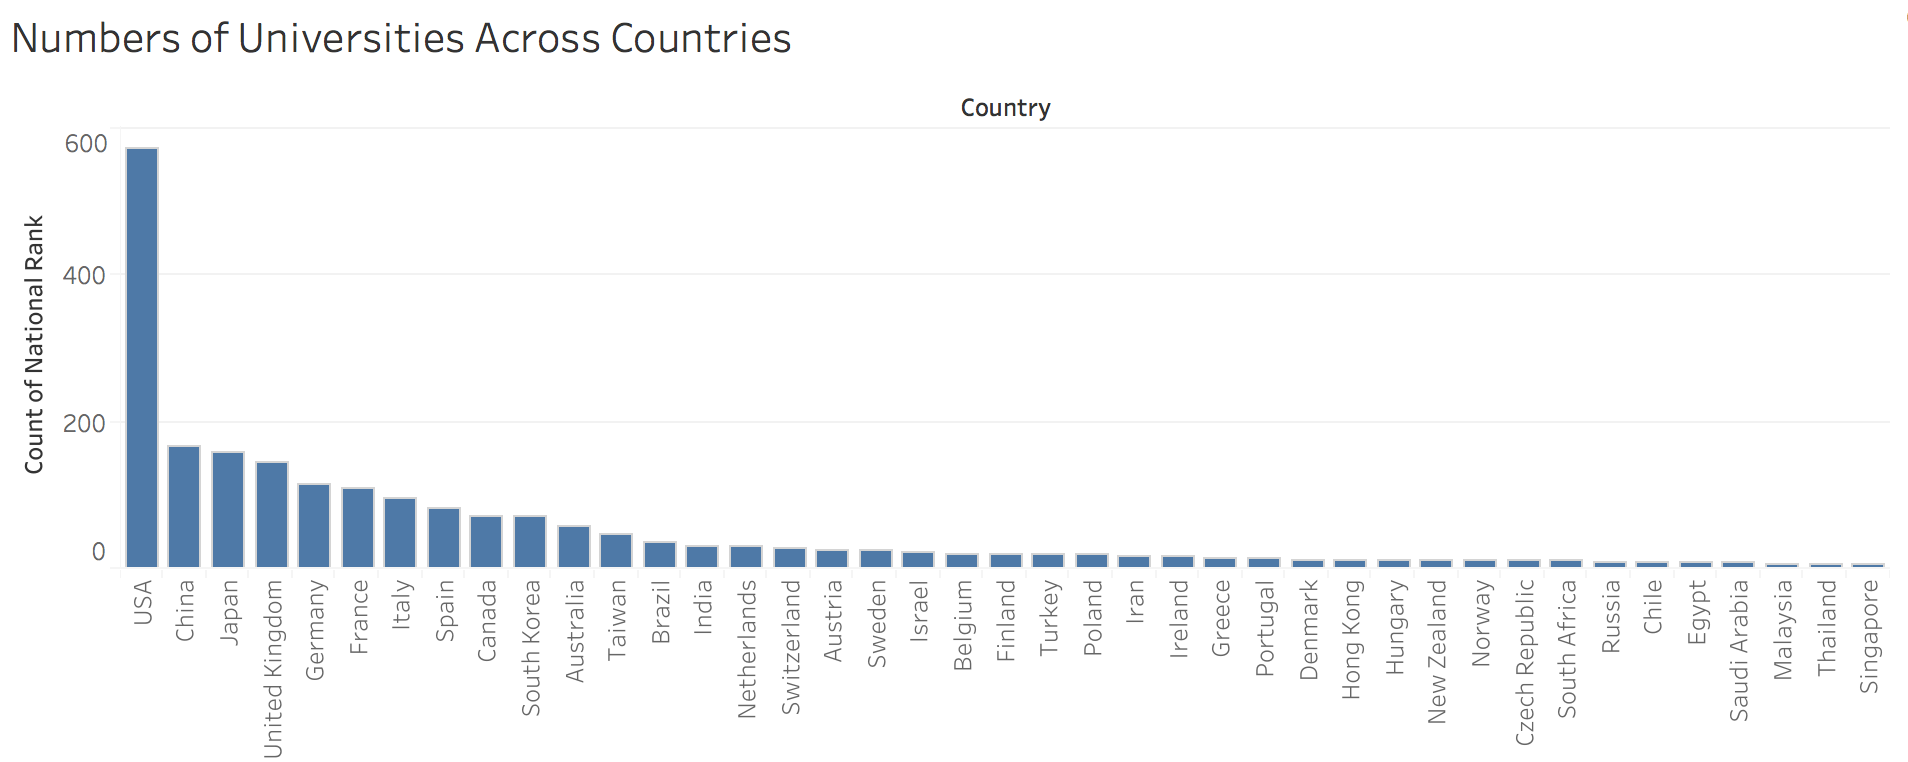 Numbers of Universities Across Countries
Country
Count of National Rank
600
400
200
0
USA
China
Japan
United Kingdom
Germany
France
Italy
Spain
Canada
South Korea
Australia
Taiwan
Brazil
India
Netherlands
Switzerland
Austria
Sweden
Israel
Belgium
Finland
Turkey
Poland
Iran
Ireland
Greece
Portugal
Denmark
Hong Kong
Hungary
New Zealand
Norway
Czech Republic
South Africa
Russia
Chile
Egypt
Saudi Arabia
Malaysia
Thailand
Singapore